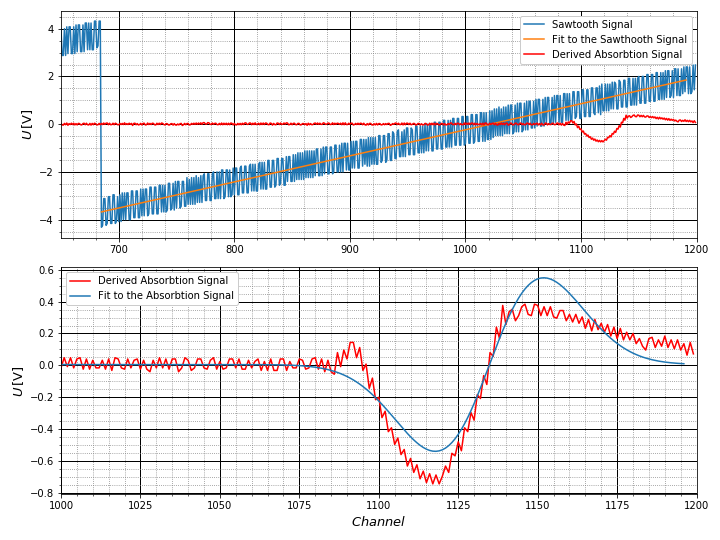 4
2
0
−2
−4
U [V]
Sawtooth Signal
Fit to the Sawthooth Signal
Derived Absorbtion Signal
700 800 900 1000 1100 1200
0.6
0.4
0.2
0.0
−0.2
−0.4
−0.6
−0.8
U [V]
Derived Absorbtion Signal
Fit to the Absorbtion Signal
1000 1025 1050 1075 1100 1125 1150 1175 1200
Channel